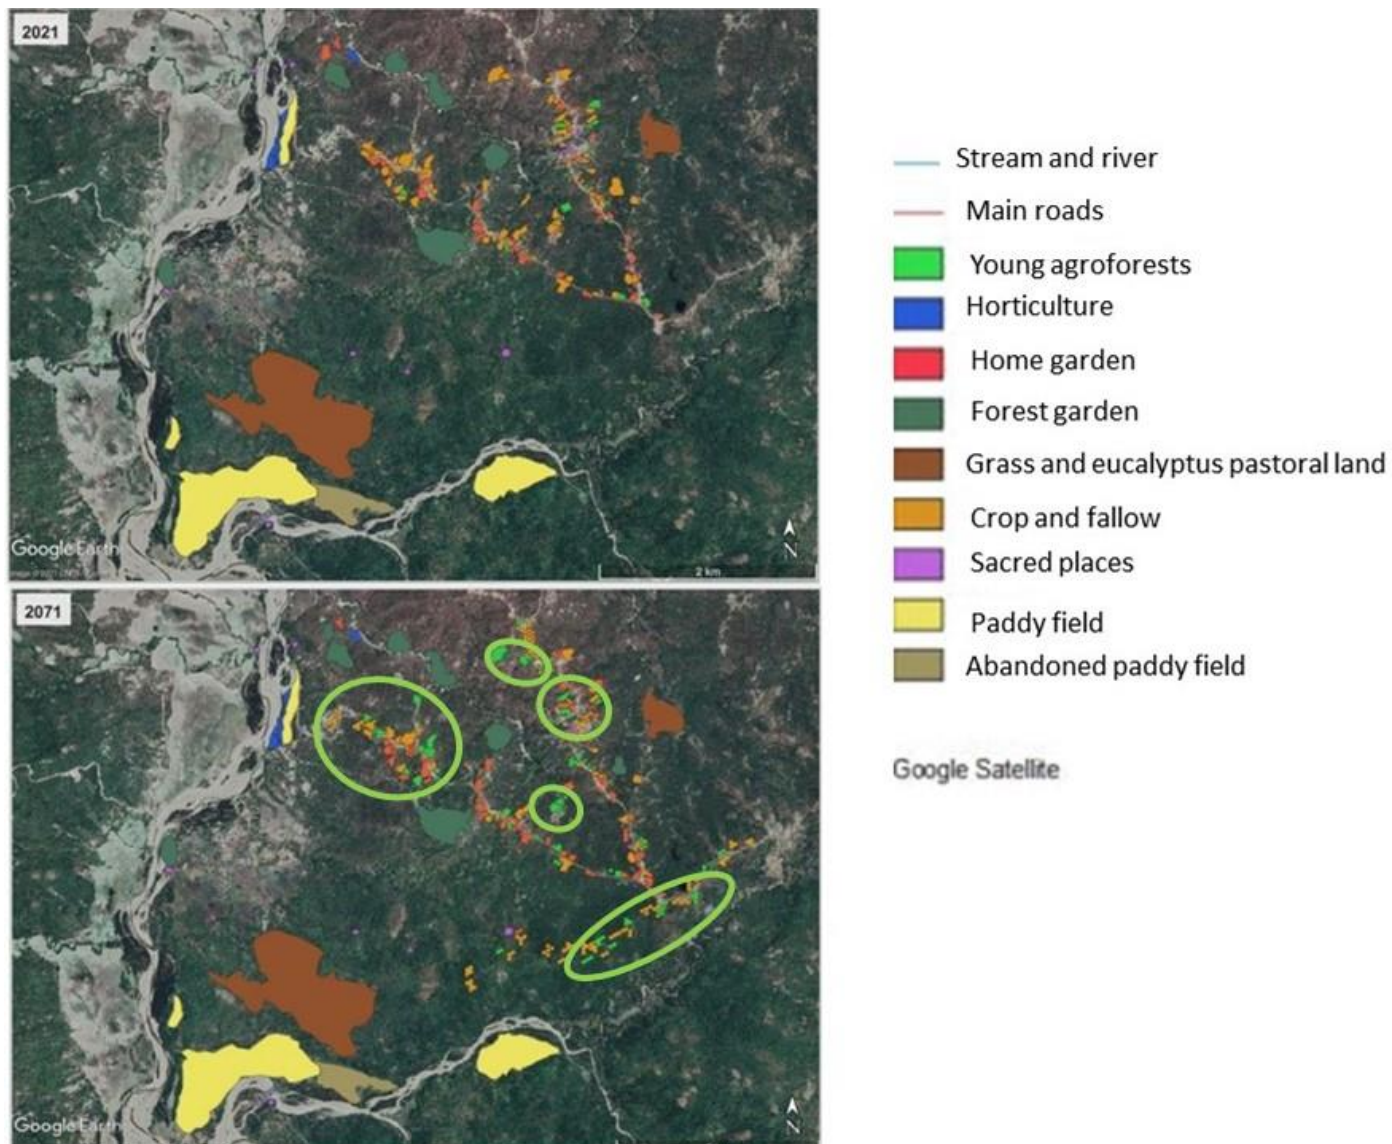 2021
Google Earth
N
2 km
2071
Google Earth
N
Stream and river
Main roads
Young agroforests
Horticulture
Home garden
Forest garden
Grass and eucalyptus pastoral land
Crop and fallow
Sacred places
Paddy field
Abandoned paddy field
Google Satellite